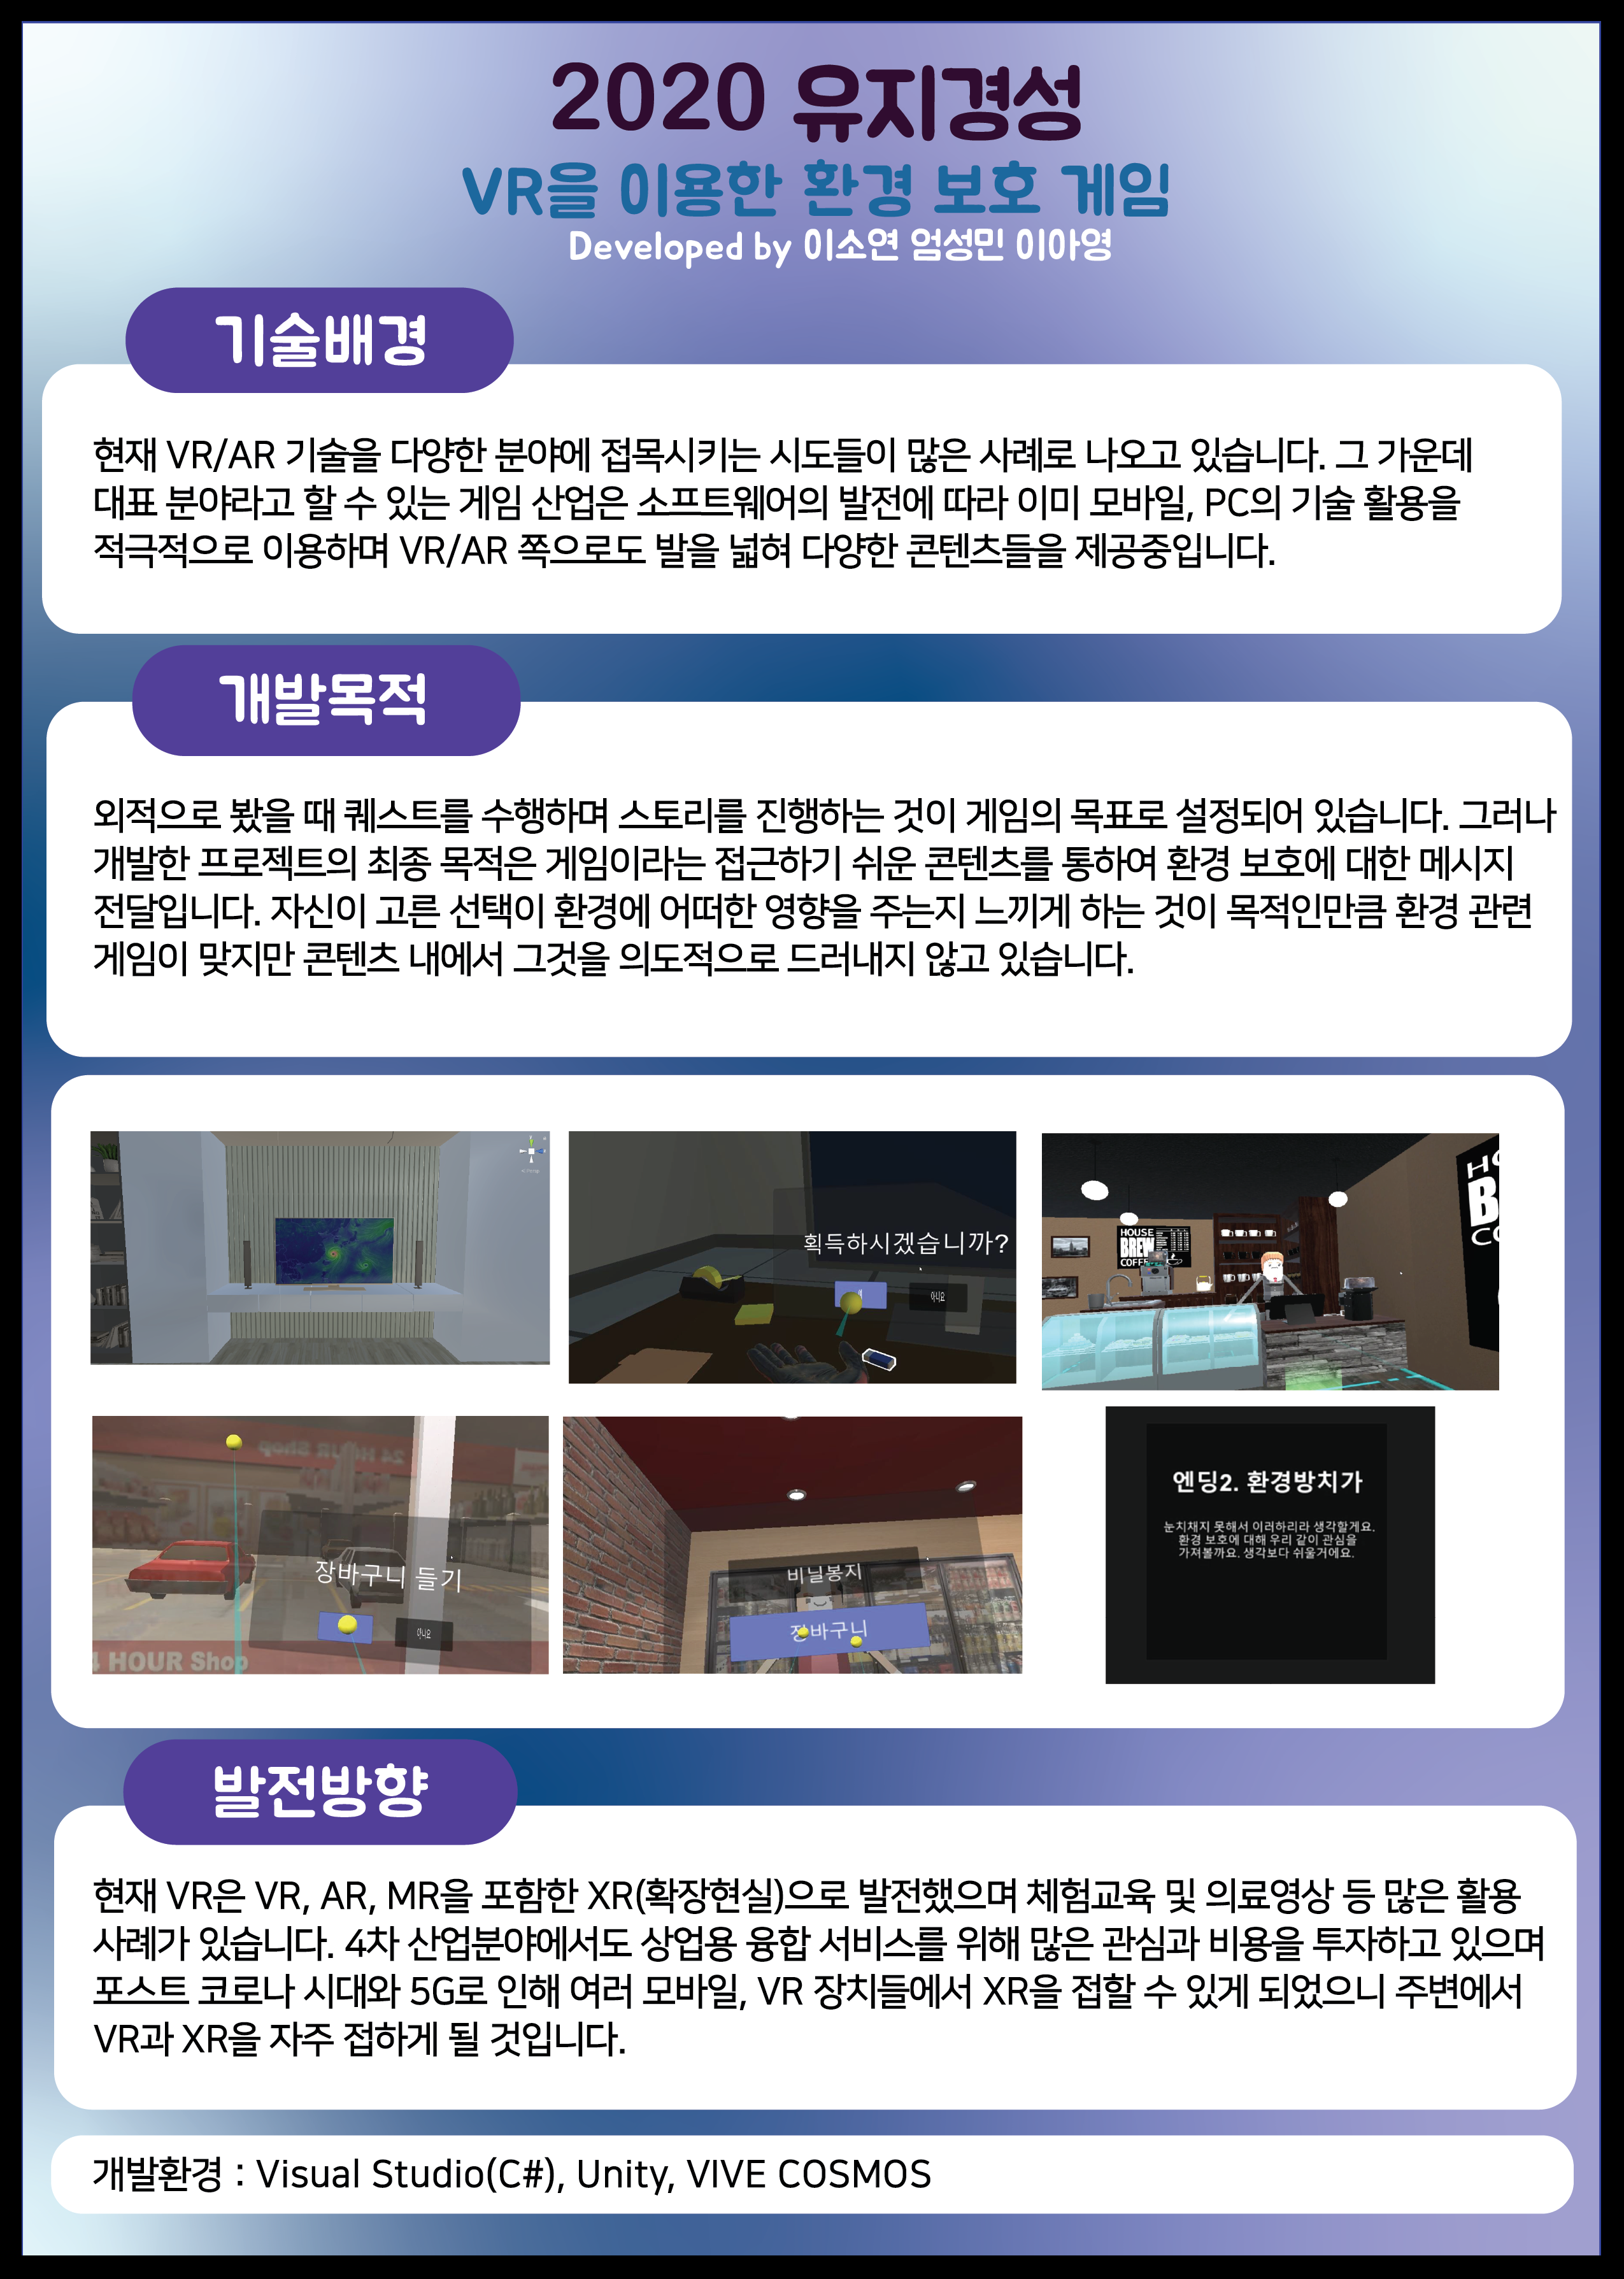 2020 유지경성
VR을 이용한 환경 보호 게임
Developed by 이소연 엄성민 이아영
기술배경
현재 VR/AR 기술을 다양한 분야에 접목시키는 시도들이 많은 사례로 나오고 있습니다. 그 가운데
대표 분야라고 할 수 있는 게임 산업은 소프트웨어의 발전에 따라 이미 모바일, PC의 기술 활용을
적극적으로 이용하며 VR/AR 쪽으로도 발을 넓혀 다양한 콘텐츠들을 제공중입니다.
개발목적
외적으로 봤을 때 퀘스트를 수행하며 스토리를 진행하는 것이 게임의 목표로 설정되어 있습니다. 그러나
개발한 프로젝트의 최종 목적은 게임이라는 접근하기 쉬운 콘텐츠를 통하여 환경 보호에 대한 메시지
전달입니다. 자신이 고른 선택이 환경에 어떠한 영향을 주는지 느끼게 하는 것이 목적인만큼 환경 관련
게임이 맞지만 콘텐츠 내에서 그것을 의도적으로 드러내지 않고 있습니다.
획득하시겠습니까?
아니요
HOUSE
BREW
COFFE
HO
B
CO
24 HOUR Shop
장바구니 들기
아니요
4 HOUR Shop
비닐봉지
장바구니
엔딩2. 환경방치가
눈치채지 못해서 이러하리라 생각할게요.
환경 보호에 대해 우리 같이 관심을
가져볼까요. 생각보다 쉬울거에요.
발전방향
현재 VR은 VR, AR, MR을 포함한 XR(확장현실)으로 발전했으며 체험교육 및 의료영상 등 많은 활용
사례가 있습니다. 4차 산업분야에서도 상업용 융합 서비스를 위해 많은 관심과 비용을 투자하고 있으며
포스트 코로나 시대와 5G로 인해 여러 모바일, VR 장치들에서 XR을 접할 수 있게 되었으니 주변에서
VR과 XR을 자주 접하게 될 것입니다.
개발환경 : Visual Studio(C#), Unity, VIVE COSMOS